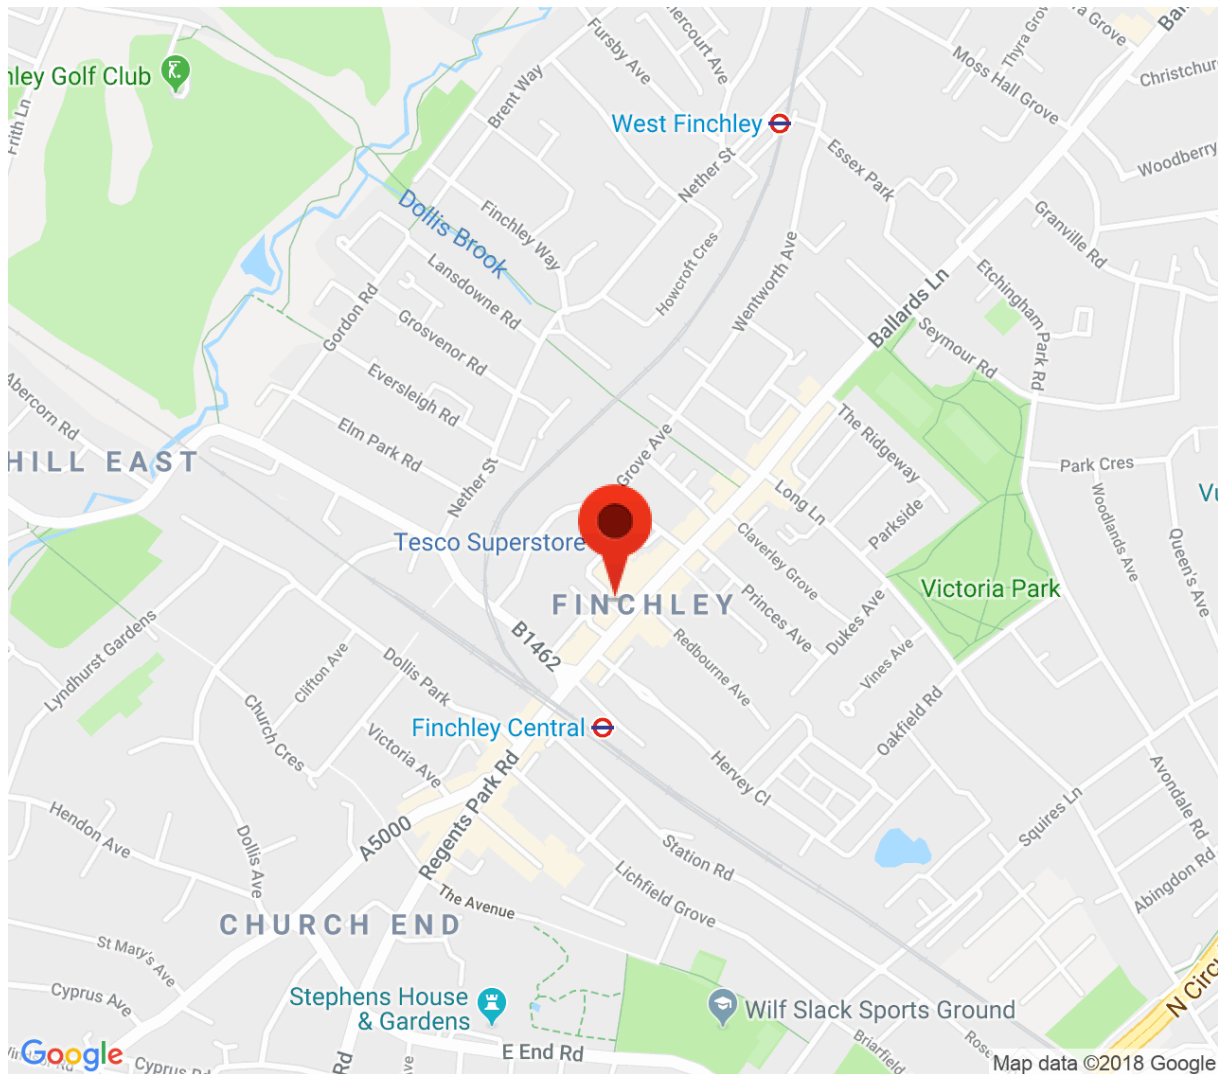 Fursby Ave
Thyra Grove
Moss Hall Grove
nley Golf Club
Brent Way
Christchur
Frith Ln
West Finchley
Essex Park
Woodberry
Nether St
Dollis Brook
Finchley Way
Granville Rd
Lansdowne Rd
Howcroft Cres
Wentworth Ave
Etchingham Park Rd
Gordon Rd
Grosvenor Rd
Ballards Ln
Seymour Rd
Eversleigh Rd
Abercorn Rd
Elm Park Rd
The Ridgeway
HILL EAST
Grove Ave
Park Cres
Nether St
Long Ln
Parkside
Woodlands Ave
Vu
Tesco Superstore
Claverley Grove
Queen's Ave
FINCHLEY
Princes Ave
Victoria Park
Dukes Ave
B1462
Redbourne Ave
Vines Ave
Lyndhurst Gardens
Clifton Ave
Dollis Park
Church Cres
Oakfield Rd
Finchley Central
Victoria Ave
Hervey Cl
Regents Park Rd
Avondale Rd
Hendon Ave
Dollis Ave
A5000
Squires Ln
Station Rd
Lichfield Grove
Abingdon Rd
The Avenue
CHURCH END
St Mary's Ave
Cyprus Ave
Stephens House
& Gardens
Wilf Slack Sports Ground
N Circu
E End Rd
Briarfield
Rose
Google
Cyprus Rd
Rd
Map data ©2018 Google